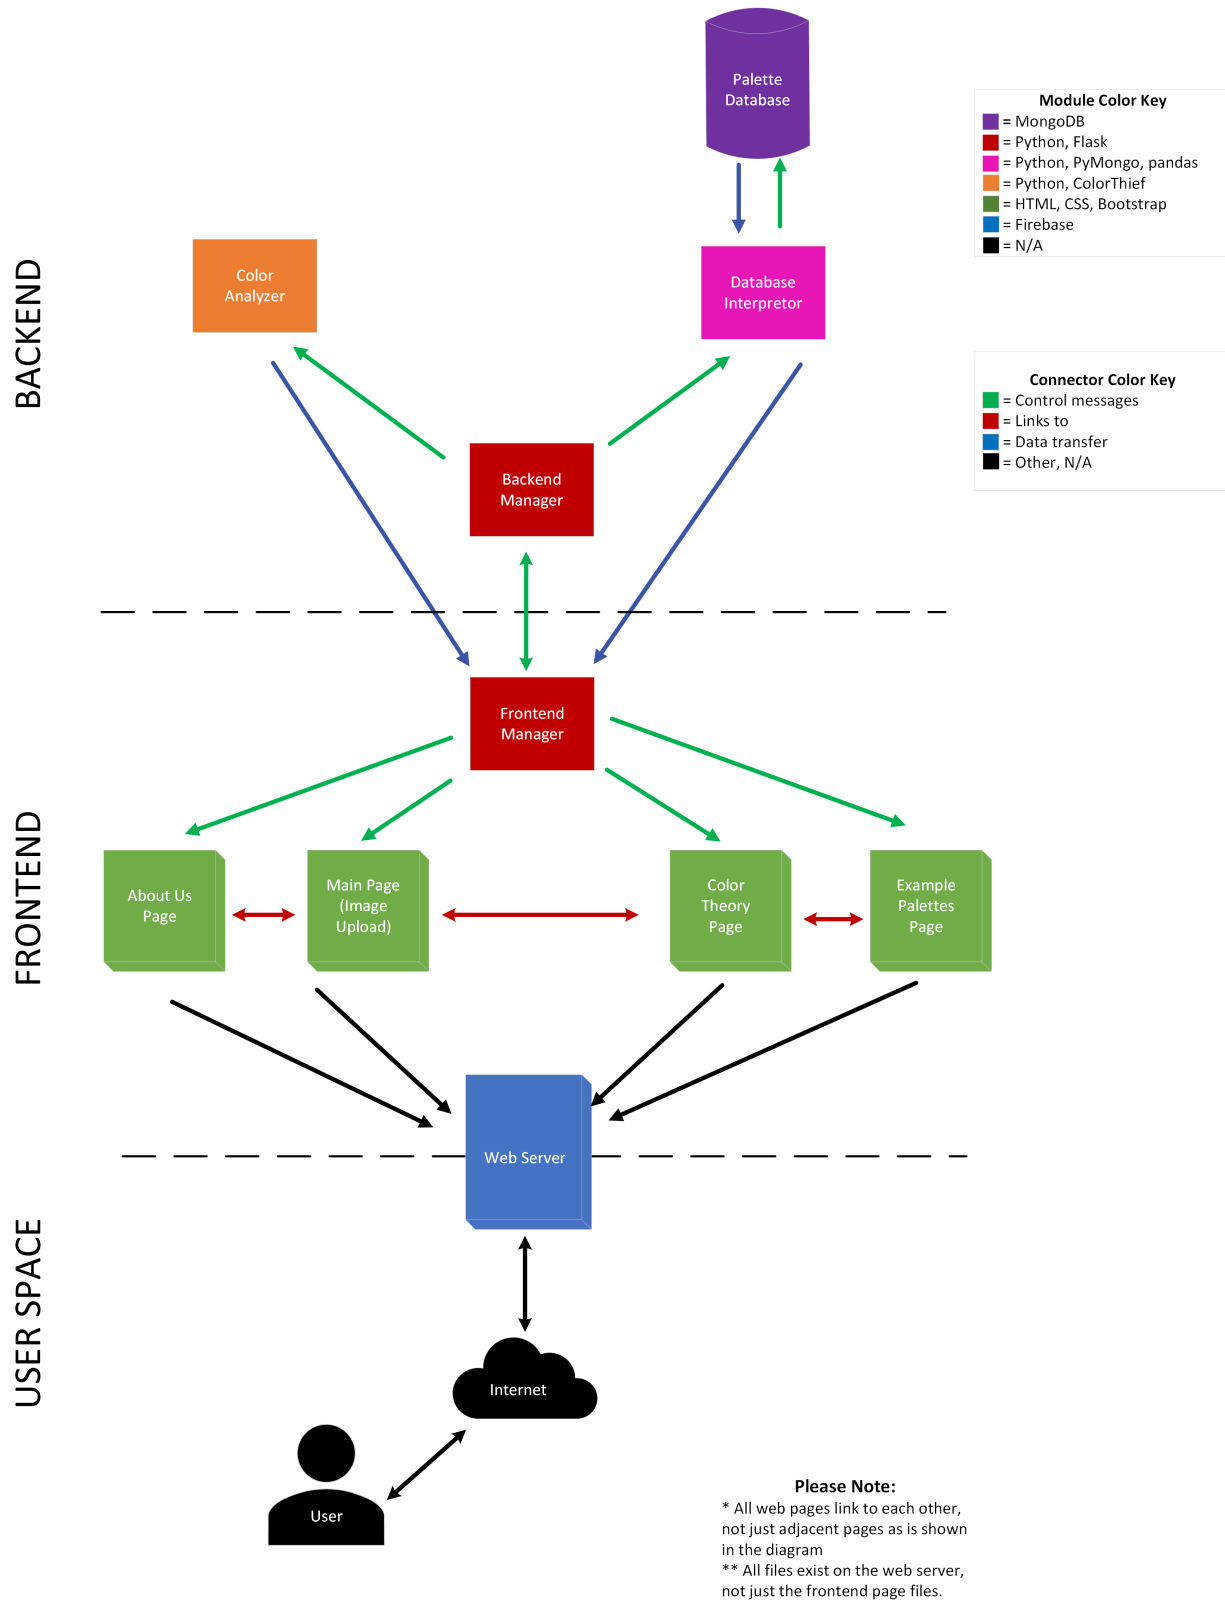 Palette
Database
Module Color Key
= MongoDB
= Python, Flask
= Python, PyMongo, pandas
= Python, ColorThief
= HTML, CSS, Bootstrap
= Firebase
= N/A
BACKEND
Color
Analyzer
Database
Interpretor
Connector Color Key
= Control messages
= Links to
= Data transfer
= Other, N/A
Backend
Manager
Frontend
Manager
FRONTEND
About Us
Page
Main Page
(Image
Upload)
Color
Theory
Page
Example
Palettes
Page
Web Server
USER SPACE
Internet
User
Please Note:
* All web pages link to each other,
not just adjacent pages as is shown
in the diagram
** All files exist on the web server,
not just the frontend page files.